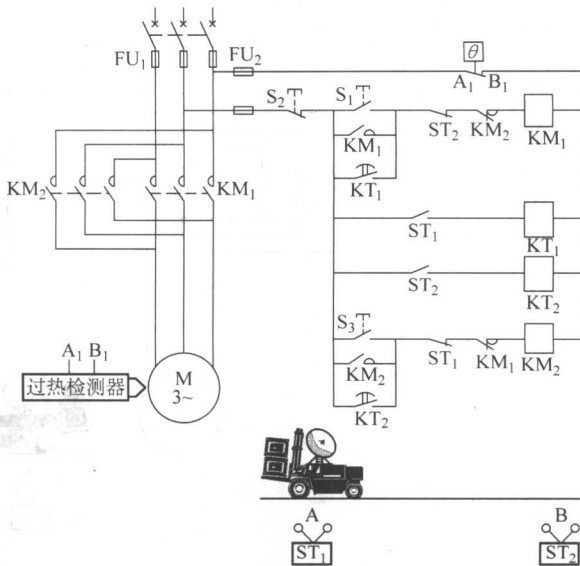 FU₁
FU₂
θ
A₁ B₁
S₂
S₁
ST₂
KM₂
KM₁
KM₁
KT₁
KM₂
KM₁
ST₁
KT₁
ST₂
KT₂
S₃
ST₁
KM₁
KM₂
KM₂
KT₂
A₁ B₁
过热检测器
M
3~
A
B
ST₁
ST₂